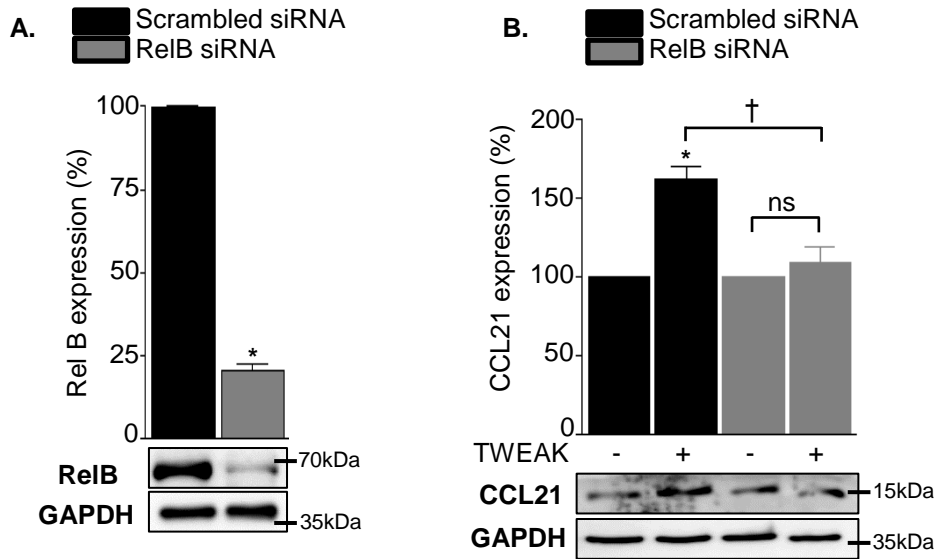 A.
Scrambled siRNA
RelB siRNA
Rel B expression (%)
100
75
50
25
0
*
RelB
70kDa
GAPDH
35kDa
B.
Scrambled siRNA
RelB siRNA
CCL21 expression (%)
200
150
100
50
0
†
*
ns
TWEAK - + - +
CCL21
15kDa
GAPDH
35kDa